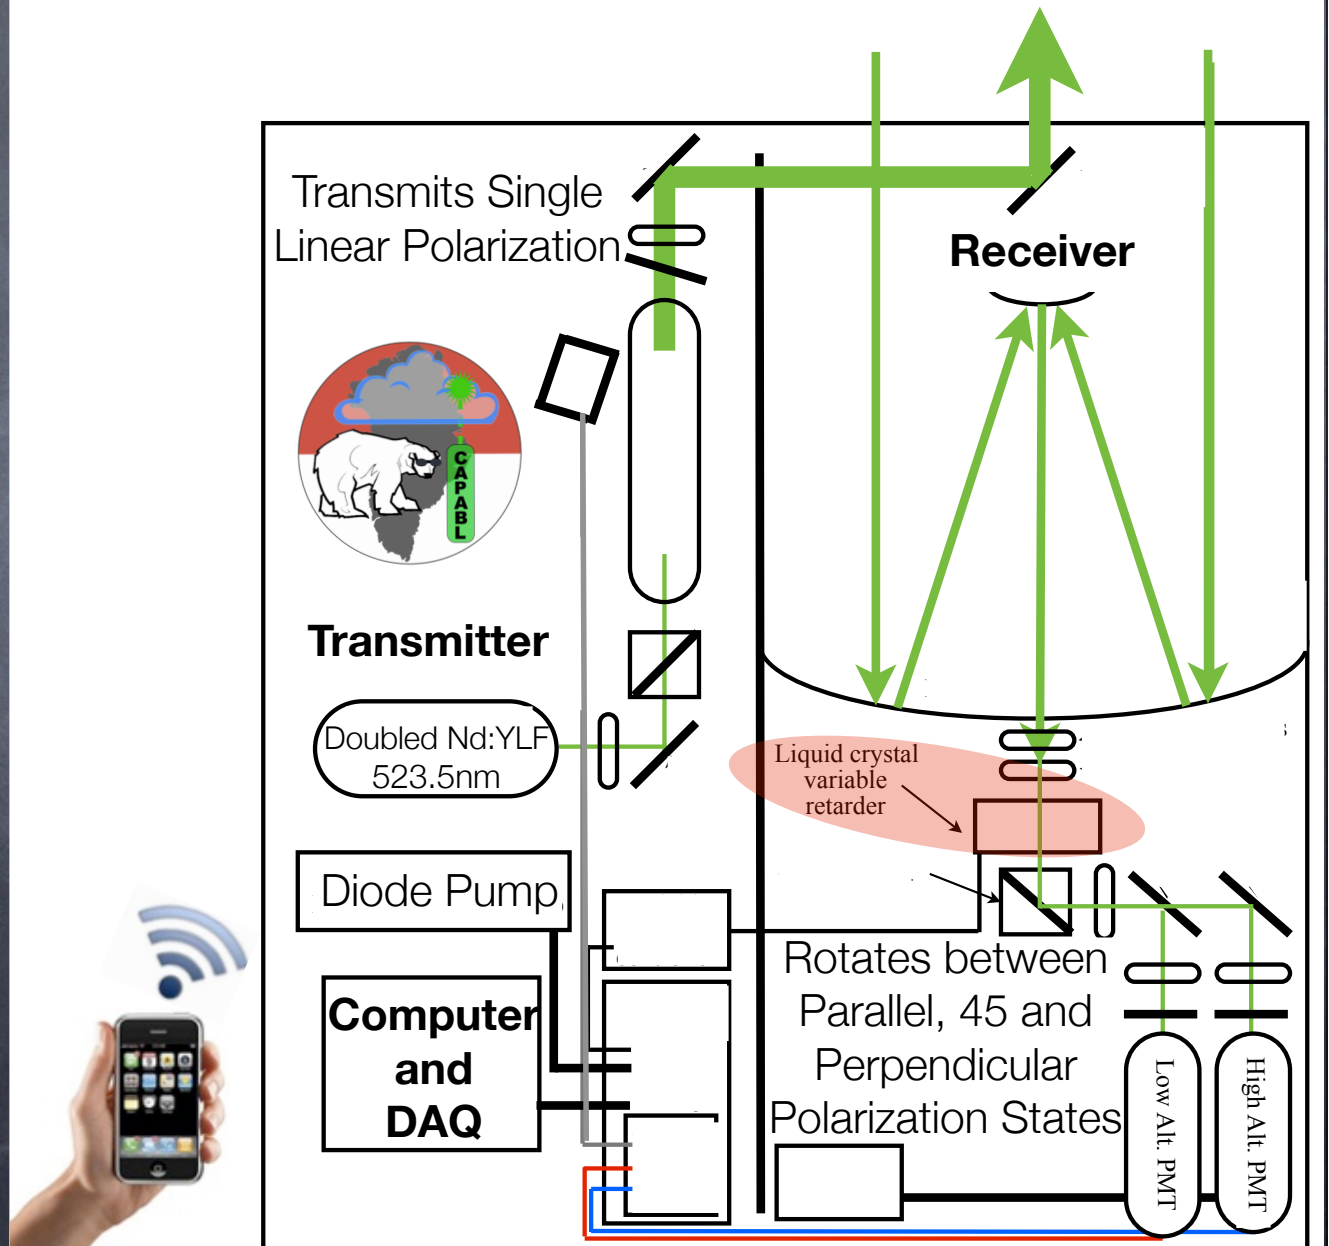 Transmits Single
Linear Polarization
Receiver
C
A
P
A
B
L
Transmitter
Doubled Nd:YLF
523.5nm
Liquid crystal
variable
retarder
Diode Pump
Computer
and
DAQ
Rotates between
Parallel, 45 and
Perpendicular
Polarization States
Low Alt. PMT
High Alt. PMT